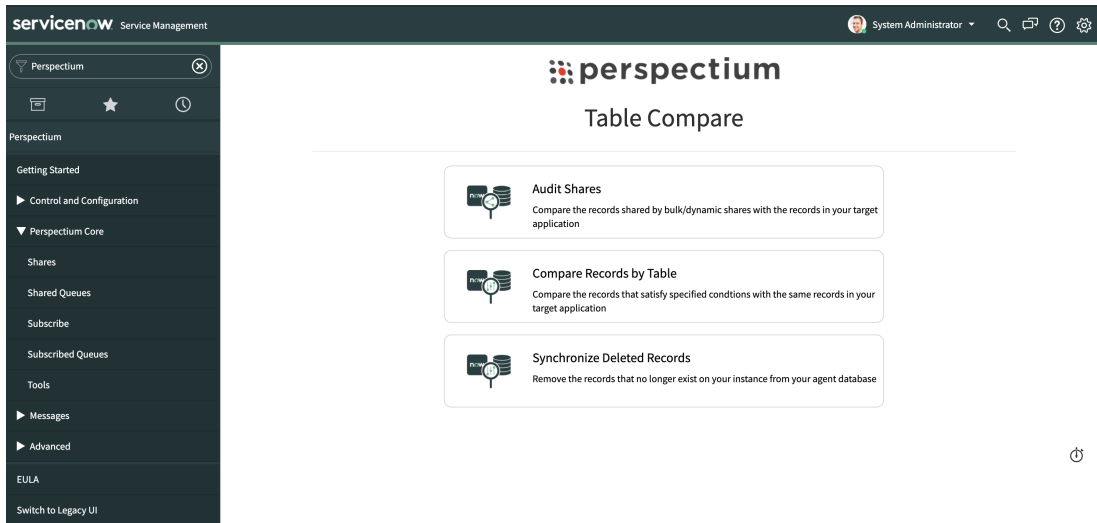 servicenow. Service Management
System Administrator
Perspectium
Perspectium
Getting Started
Control and Configuration
Perspectium Core
Shares
Shared Queues
Subscribe
Subscribed Queues
Tools
Messages
Advanced
EULA
Switch to Legacy UI
perspectium
Table Compare
now
Audit Shares
Compare the records shared by bulk/dynamic shares with the records in your target
application
now
Compare Records by Table
Compare the records that satisfy specified condtions with the same records in your
target application
now
Synchronize Deleted Records
Remove the records that no longer exist on your instance from your agent database